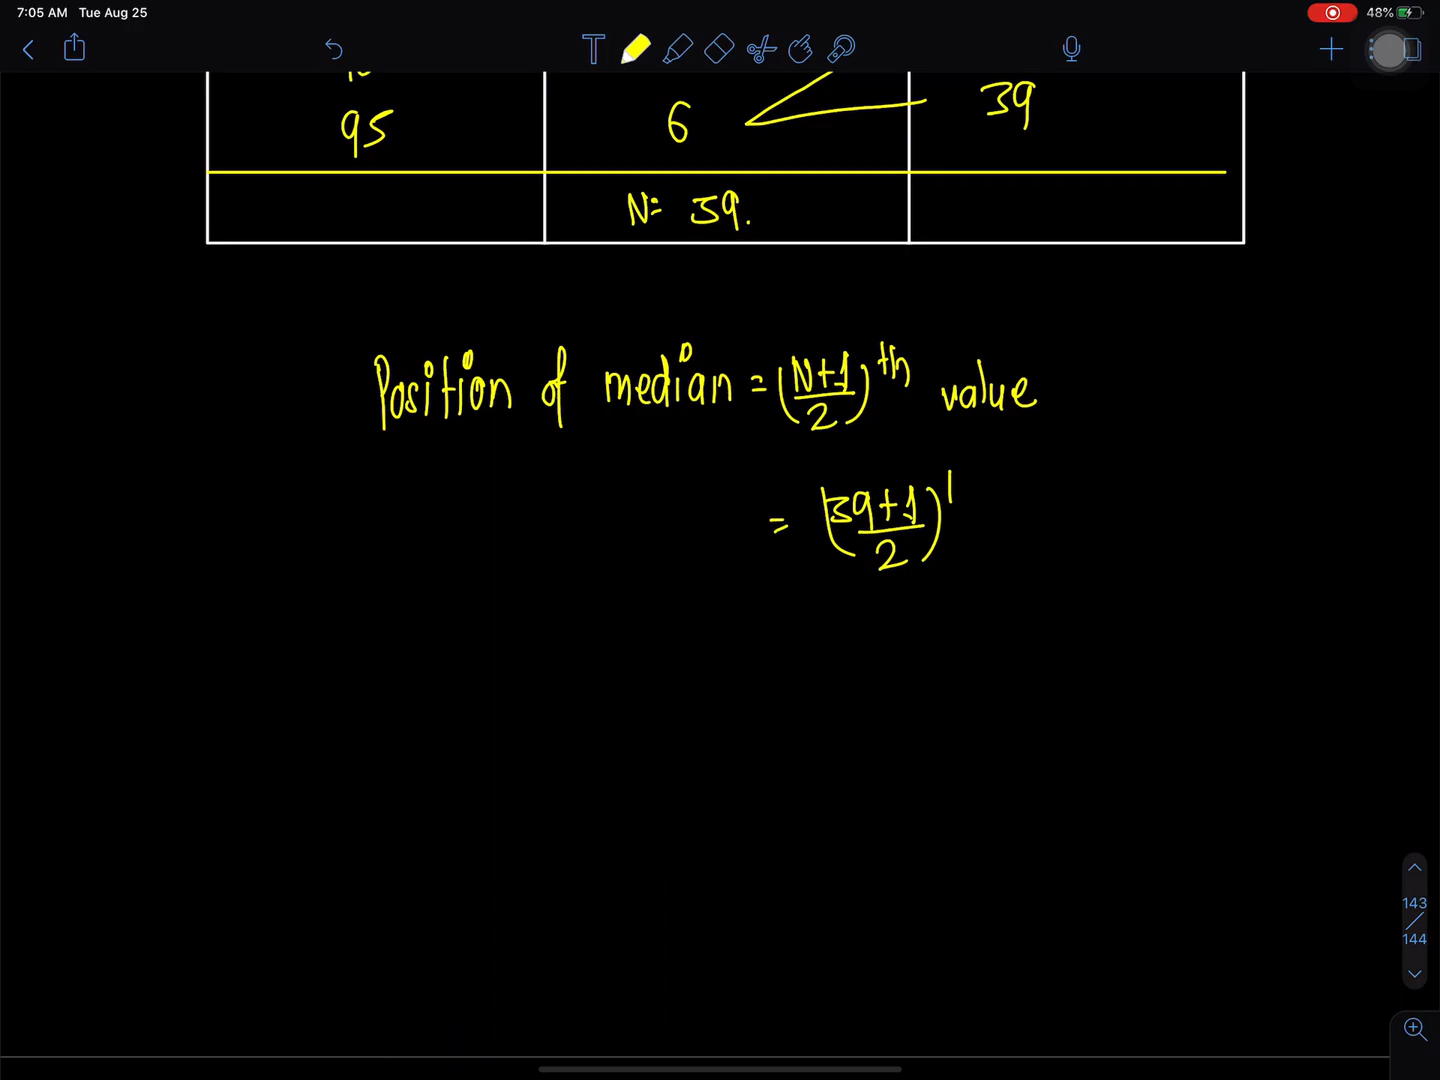 7:05 AM Tue Aug 25
48%
T
95 6 39
N= 39.
Position of median = (N+1/2)th value
= (39+1/2)
143
144